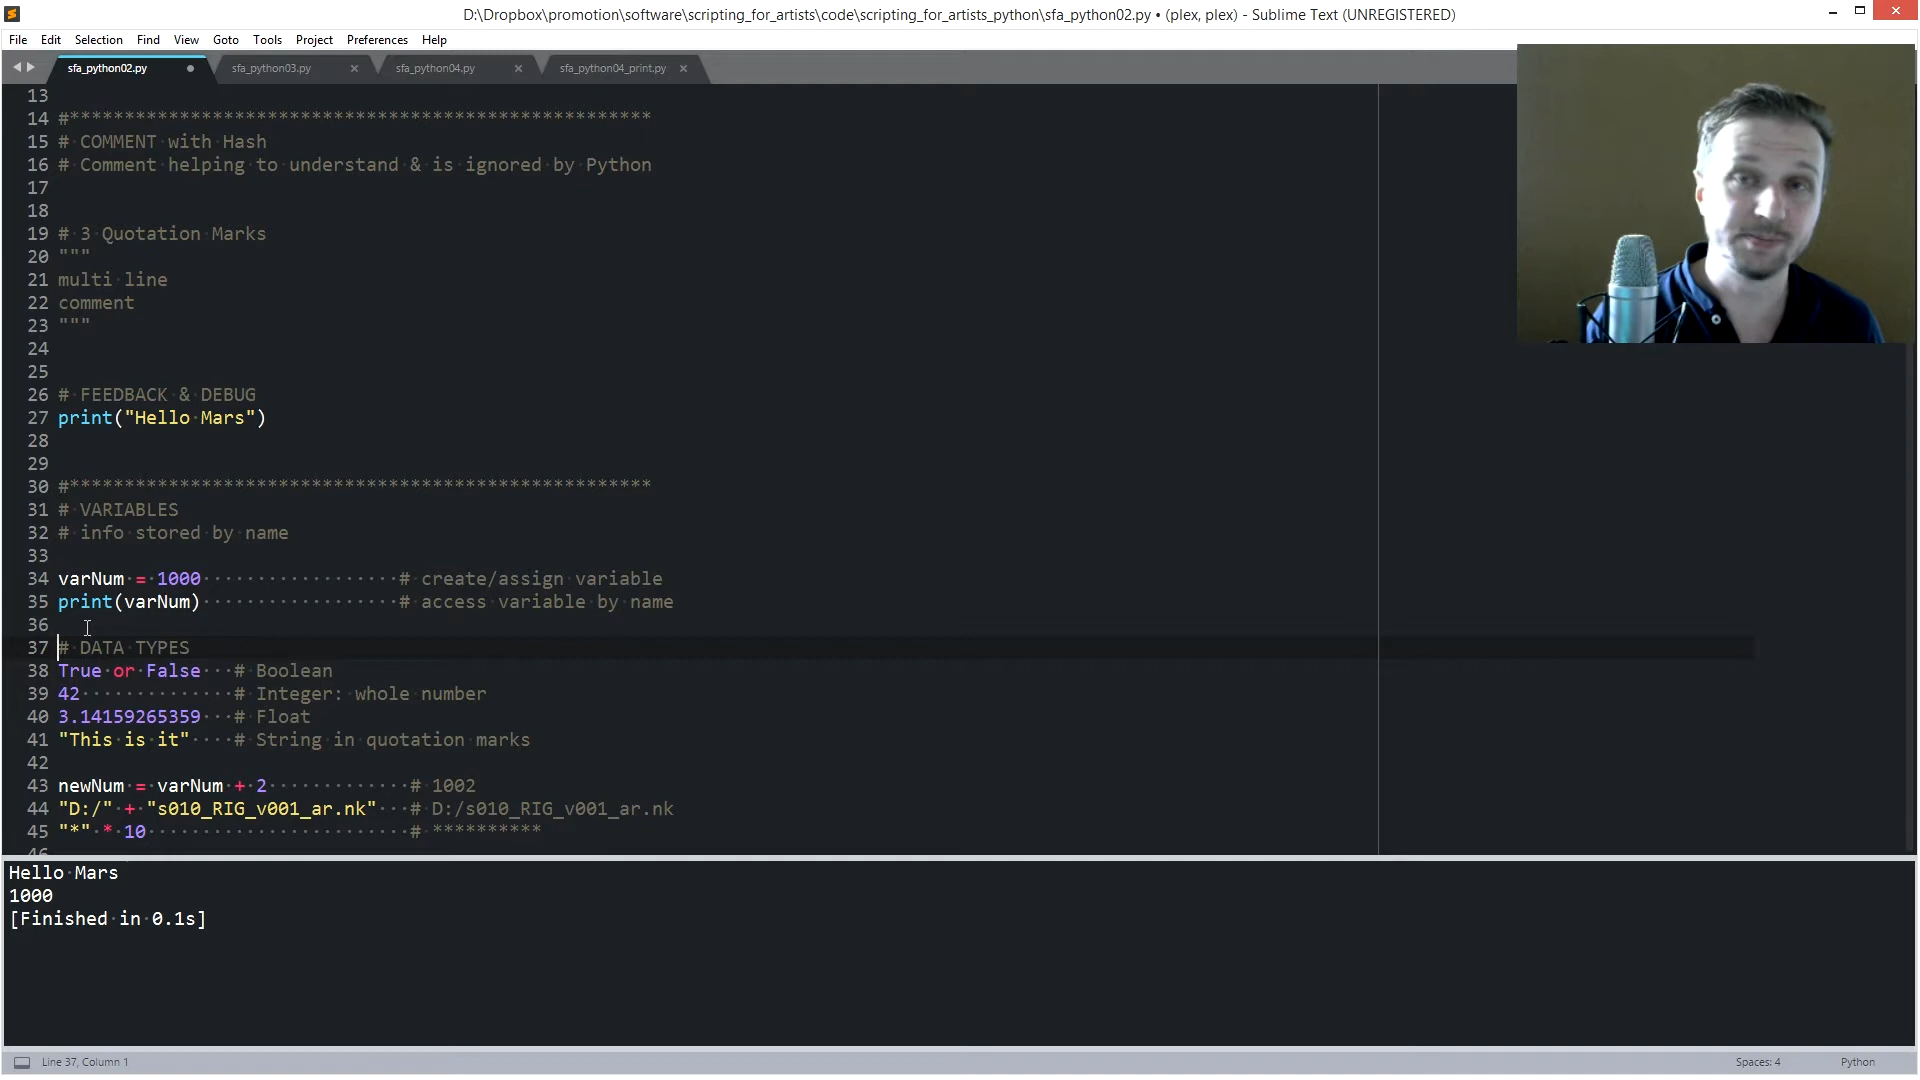 D:\Dropbox\promotion\software\scripting_for_artists\code\scripting_for_artists_python\sfa_python02.py • (plex, plex) - Sublime Text (UNREGISTERED)
File Edit Selection Find View Goto Tools Project Preferences Help
sfa_python02.py sfa_python03.py sfa_python04.py sfa_python04_print.py
13
14 #*****************************************************
15 # COMMENT with Hash
16 # Comment helping to understand & is ignored by Python
17
18
19 # 3 Quotation Marks
20 """
21 multi line
22 comment
23 """
24
25
26 # FEEDBACK & DEBUG
27 print("Hello Mars")
28
29
30 #*****************************************************
31 # VARIABLES
32 # info stored by name
33
34 varNum = 1000 # create/assign variable
35 print(varNum) # access variable by name
36
37 # DATA TYPES
38 True or False # Boolean
39 42 # Integer: whole number
40 3.14159265359 # Float
41 "This is it" # String in quotation marks
42
43 newNum = varNum + 2 # 1002
44 "D:/" + "s010_RIG_v001_ar.nk" # D:/s010_RIG_v001_ar.nk
45 "*" * 10 # **********
46
Hello Mars
1000
[Finished in 0.1s]
Line 37, Column 1 Spaces: 4 Python